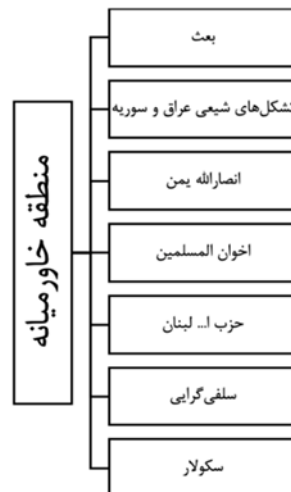 منطقه خاورمیانه
بعث
تشکل‌های شیعی عراق و سوریه
انصارالله یمن
اخوان المسلمین
حزب ا... لبنان
سلفی‌گرایی
سکولار